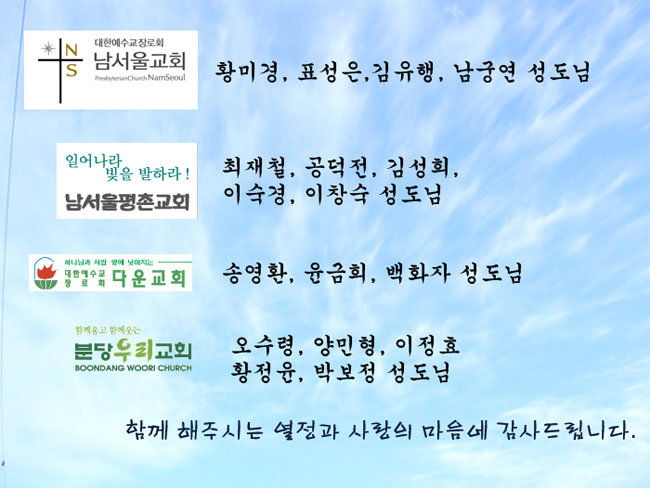 N
S
대한예수교장로회
남서울교회
PresbyterianChurch NamSeoul
황미경, 표성은,김유행, 남궁연 성도님
일어나라
빛을 발하라 !
남서울평촌교회
최재철, 공덕전, 김성희,
이숙경, 이창숙 성도님
하나님과 사람 앞에 낮아지는
대한예수교
장로회
다운교회
송영환, 윤금희, 백화자 성도님
함께울고 함께웃는
분당우리교회
BOONDANG WOORI CHURCH
오수령, 양민형, 이정효
황정윤, 박보정 성도님
함께 해주시는 열정과 사랑의 마음에 감사드립니다.